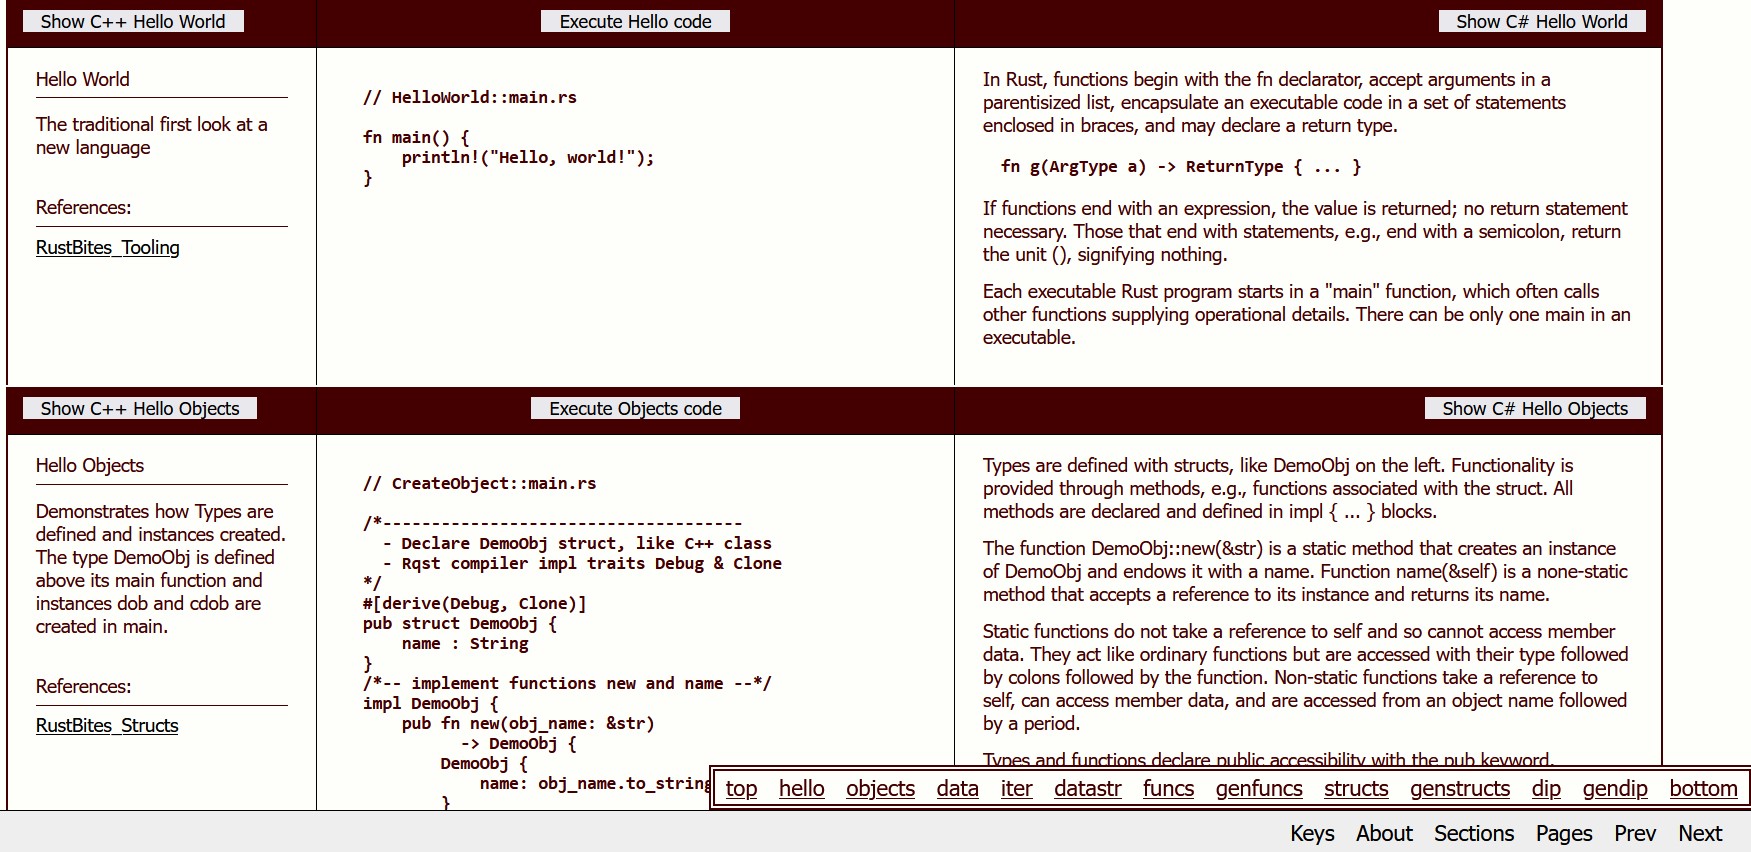 Show C++ Hello World
Execute Hello code
Show C# Hello World
Hello World
The traditional first look at a
new language
References:
RustBites_Tooling
// HelloWorld::main.rs
fn main() {
    println!("Hello, world!");
}
In Rust, functions begin with the fn declarator, accept arguments in a
parentisized list, encapsulate an executable code in a set of statements
enclosed in braces, and may declare a return type.
fn g(ArgType a) -> ReturnType { ... }
If functions end with an expression, the value is returned; no return statement
necessary. Those that end with statements, e.g., end with a semicolon, return
the unit (), signifying nothing.
Each executable Rust program starts in a "main" function, which often calls
other functions supplying operational details. There can be only one main in an
executable.
Show C++ Hello Objects
Execute Objects code
Show C# Hello Objects
Hello Objects
Demonstrates how Types are
defined and instances created.
The type DemoObj is defined
above its main function and
instances dob and cdob are
created in main.
References:
RustBites_Structs
// CreateObject::main.rs
/*-------------------------------------
  - Declare DemoObj struct, like C++ class
  - Rqst compiler impl traits Debug & Clone
*/
#[derive(Debug, Clone)]
pub struct DemoObj {
    name : String
}
/*-- implement functions new and name --*/
impl DemoObj {
    pub fn new(obj_name: &str)
          -> DemoObj {
        DemoObj {
            name: obj_name.to_string
        }
Types are defined with structs, like DemoObj on the left. Functionality is
provided through methods, e.g., functions associated with the struct. All
methods are declared and defined in impl { ... } blocks.
The function DemoObj::new(&str) is a static method that creates an instance
of DemoObj and endows it with a name. Function name(&self) is a none-static
method that accepts a reference to its instance and returns its name.
Static functions do not take a reference to self and so cannot access member
data. They act like ordinary functions but are accessed with their type followed
by colons followed by the function. Non-static functions take a reference to
self, can access member data, and are accessed from an object name followed
by a period.
Types and functions declare public accessibility with the pub keyword.
top hello objects data iter datastr funcs genfuncs structs genstructs dip gendip bottom
Keys About Sections Pages Prev Next